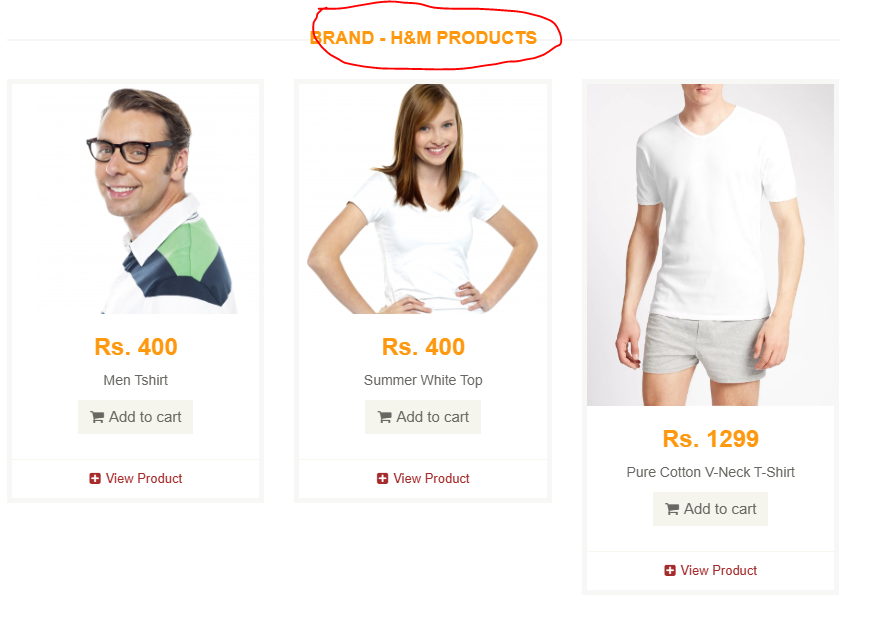 BRAND - H&M PRODUCTS
Rs. 400
Men Tshirt
Add to cart
View Product
Rs. 400
Summer White Top
Add to cart
View Product
Rs. 1299
Pure Cotton V-Neck T-Shirt
Add to cart
View Product